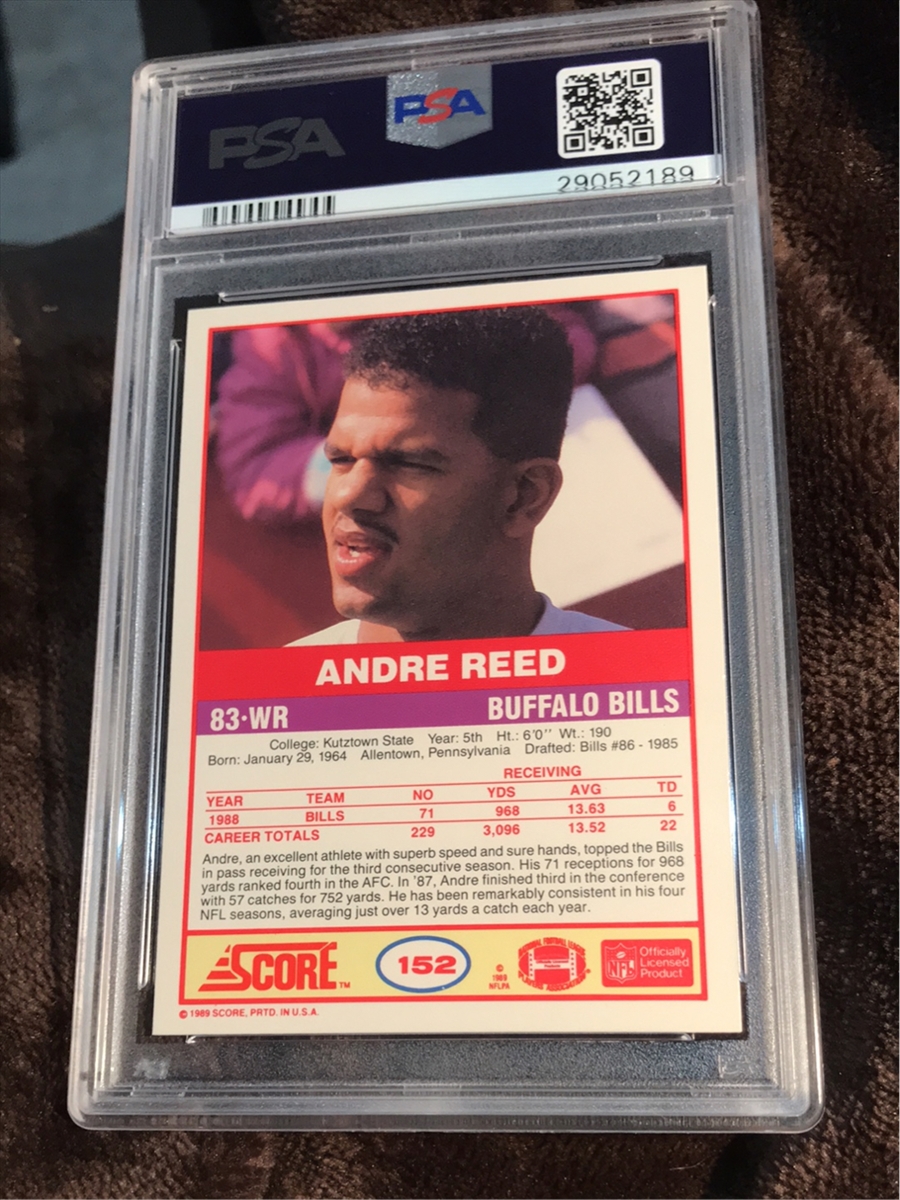 PSA
PSA
29052189
ANDRE REED
83·WR BUFFALO BILLS
College: Kutztown State Year: 5th Ht.: 6'0'' Wt.: 190
Born: January 29, 1964 Allentown, Pennsylvania Drafted: Bills #86 - 1985
RECEIVING
YEAR TEAM NO YDS AVG TD
1988 BILLS 71 968 13.63 6
CAREER TOTALS 229 3,096 13.52 22
Andre, an excellent athlete with superb speed and sure hands, topped the Bills
in pass receiving for the third consecutive season. His 71 receptions for 968
yards ranked fourth in the AFC. In '87, Andre finished third in the conference
with 57 catches for 752 yards. He has been remarkably consistent in his four
NFL seasons, averaging just over 13 yards a catch each year.
SCORE™
152
©
1989
NFLPA
NFL
Officially
Licensed
Product
© 1989 SCORE, PRTD. IN U.S.A.